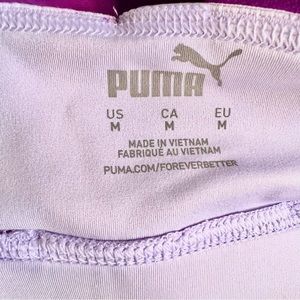 PUMA
US CA EU
M M M
MADE IN VIETNAM
FABRIQUÉ AU VIETNAM
PUMA.COM/FOREVERBETTER